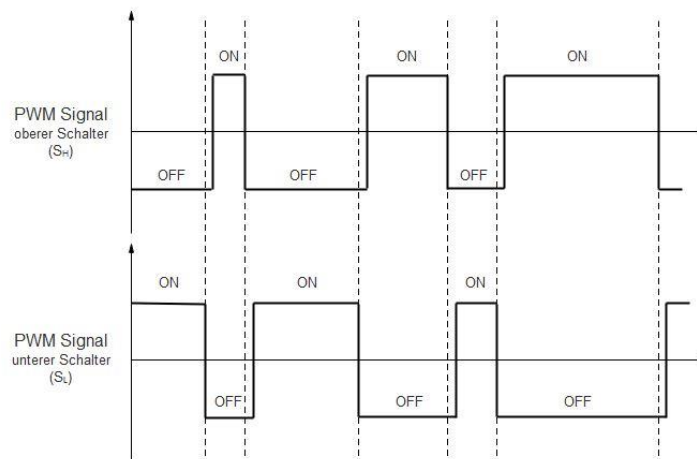 ON
ON
ON
PWM Signal
oberer Schalter
(SH)
OFF
OFF
OFF
ON
ON
ON
PWM Signal
unterer Schalter
(SL)
OFF
OFF
OFF